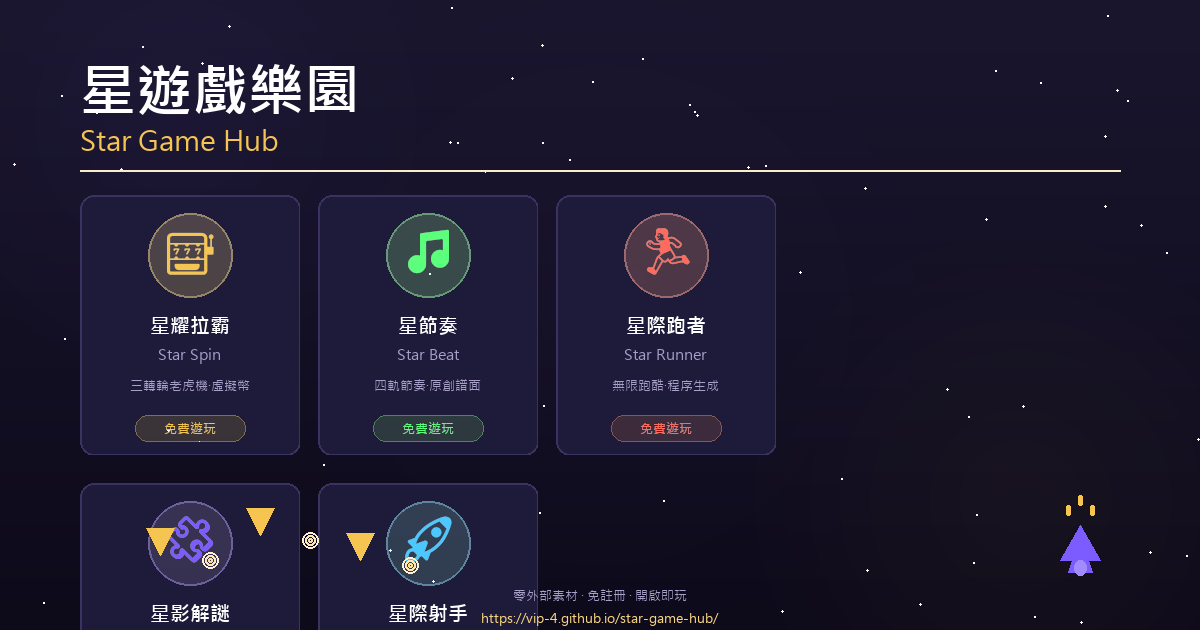 星遊戲樂園
Star Game Hub
777
星耀拉霸
Star Spin
三轉輪老虎機·虛擬幣
免費遊玩
星節奏
Star Beat
四軌節奏·原創譜面
免費遊玩
星際跑者
Star Runner
無限跑酷·程序生成
免費遊玩
星影解謎
星際射手
零外部素材 · 免註冊 · 開啟即玩
https://vip-4.github.io/star-game-hub/